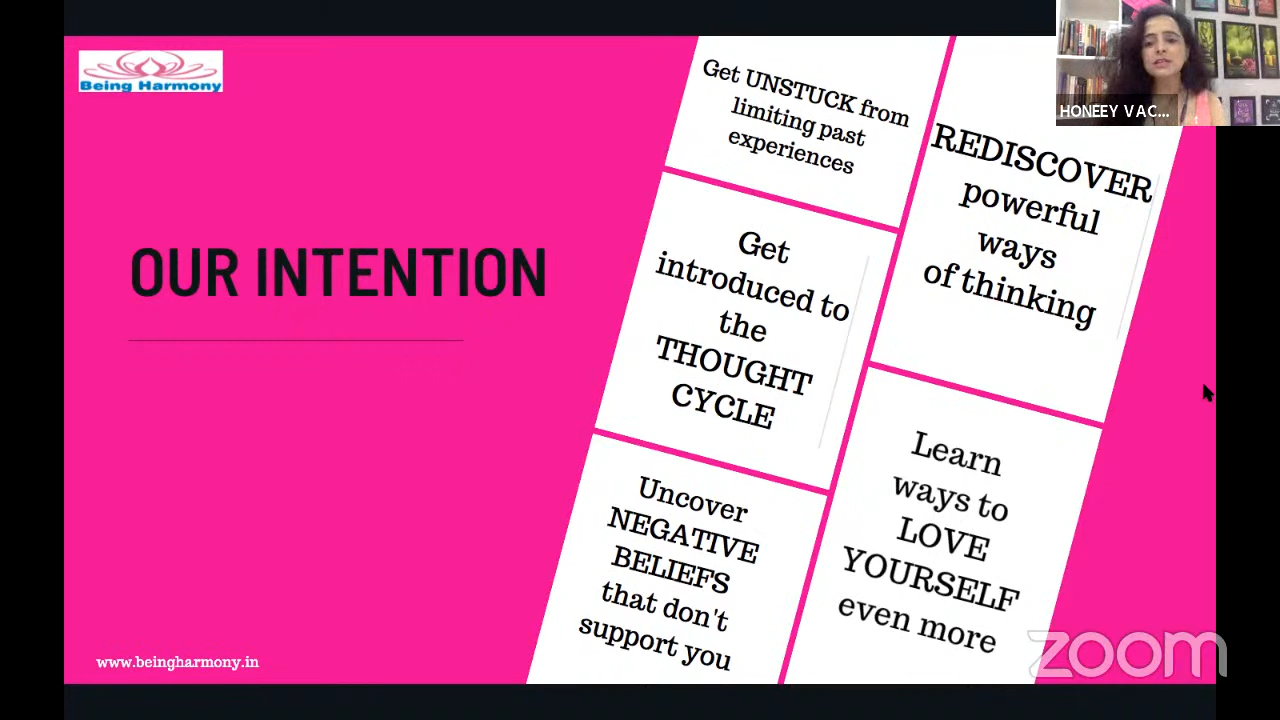 Being Harmony
OUR INTENTION
www.beingharmony.in
Get UNSTUCK from
limiting past
experiences
Get
introduced to
the
THOUGHT
CYCLE
Uncover
NEGATIVE
BELIEFS
that don't
support you
REDISCOVER
powerful
ways
of thinking
Learn
ways to
LOVE
YOURSELF
even more
HONEEY VAC...
zoom